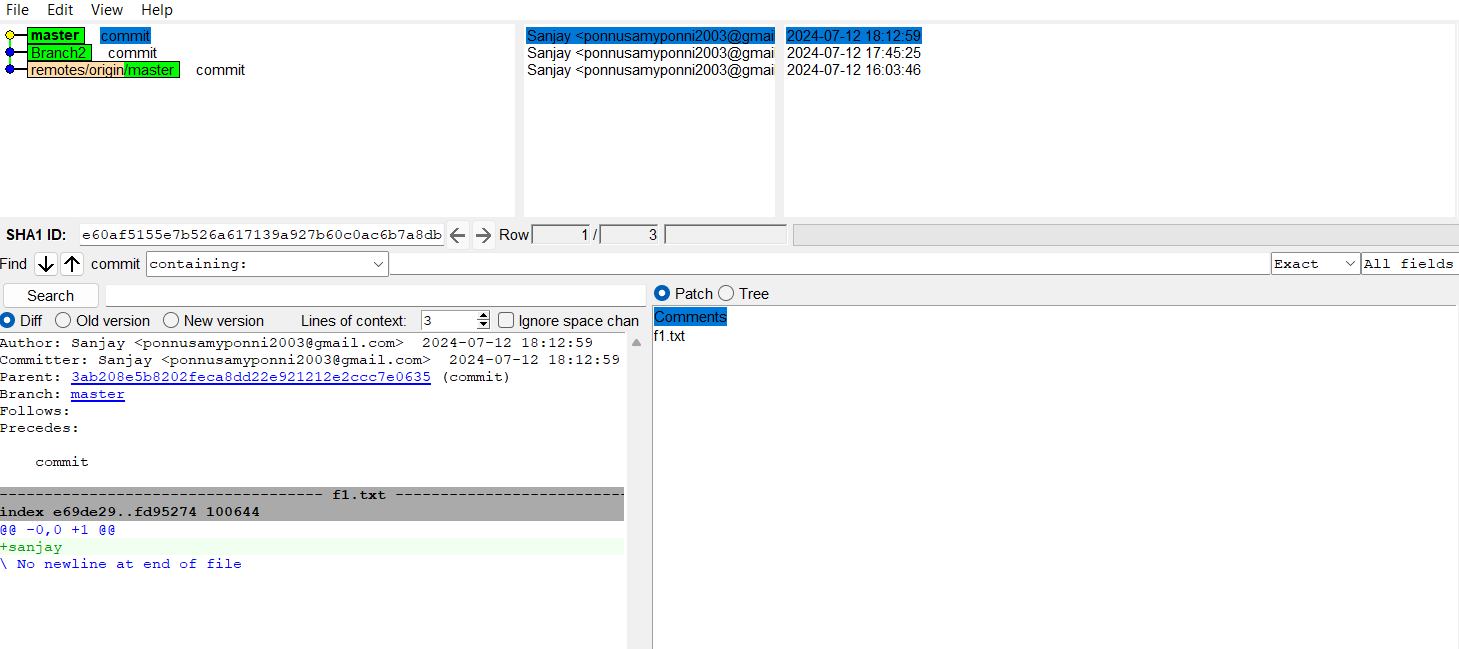 File Edit View Help
master commit Sanjay <ponnusamyponni2003@gmai 2024-07-12 18:12:59
Branch2 commit Sanjay <ponnusamyponni2003@gmai 2024-07-12 17:45:25
remotes/origin/master commit Sanjay <ponnusamyponni2003@gmai 2024-07-12 16:03:46
SHA1 ID: e60af5155e7b526a617139a927b60c0ac6b7a8db Row 1 / 3
Find commit containing: Exact All fields
Search
Diff Old version New version Lines of context: 3 Ignore space chan
Author: Sanjay <ponnusamyponni2003@gmail.com> 2024-07-12 18:12:59
Committer: Sanjay <ponnusamyponni2003@gmail.com> 2024-07-12 18:12:59
Parent: 3ab208e5b8202feca8dd22e921212e2ccc7e0635 (commit)
Branch: master
Follows:
Precedes:
commit
------------------------------------ f1.txt --------------------------
index e69de29..fd95274 100644
@@ -0,0 +1 @@
+sanjay
\ No newline at end of file
Patch Tree
Comments
f1.txt